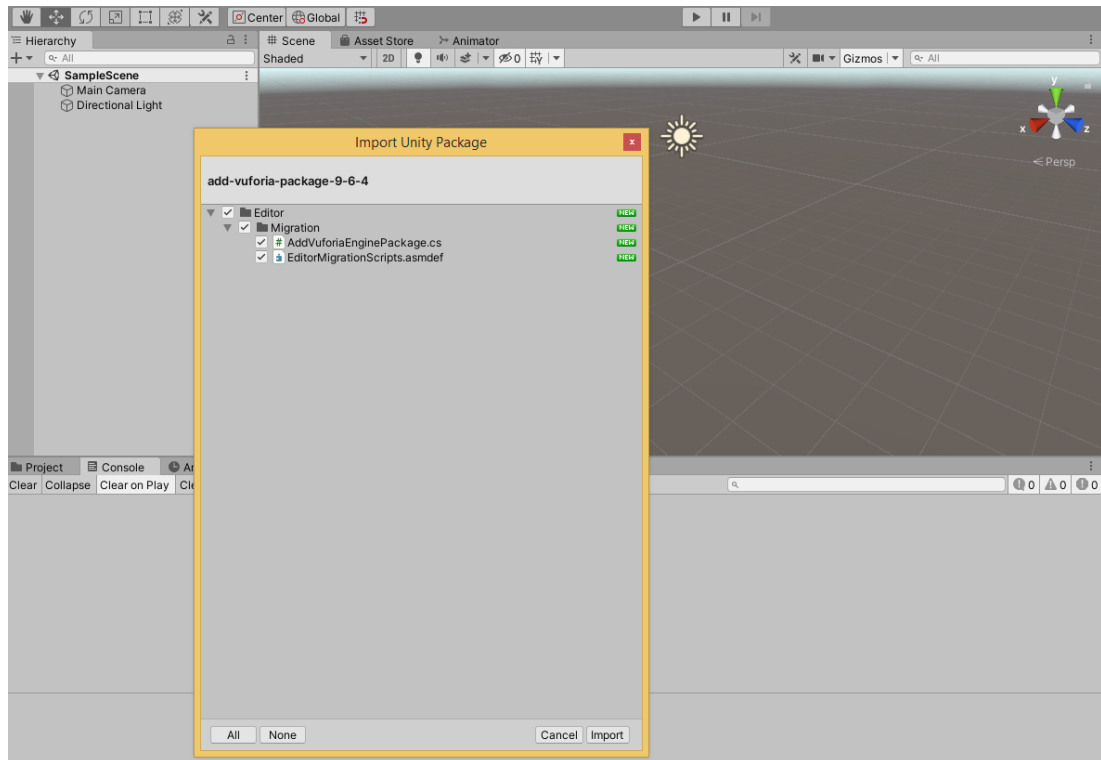 Center Global
Hierarchy
# Scene Asset Store Animator
All
Shaded 2D 0 Gizmos All
SampleScene
Main Camera
Directional Light
y
x z
Persp
Import Unity Package
x
add-vuforia-package-9-6-4
Editor NEW
Migration NEW
# AddVuforiaEnginePackage.cs NEW
EditorMigrationScripts.asmdef NEW
Project Console
Clear Collapse Clear on Play 0 0 0
All None Cancel Import